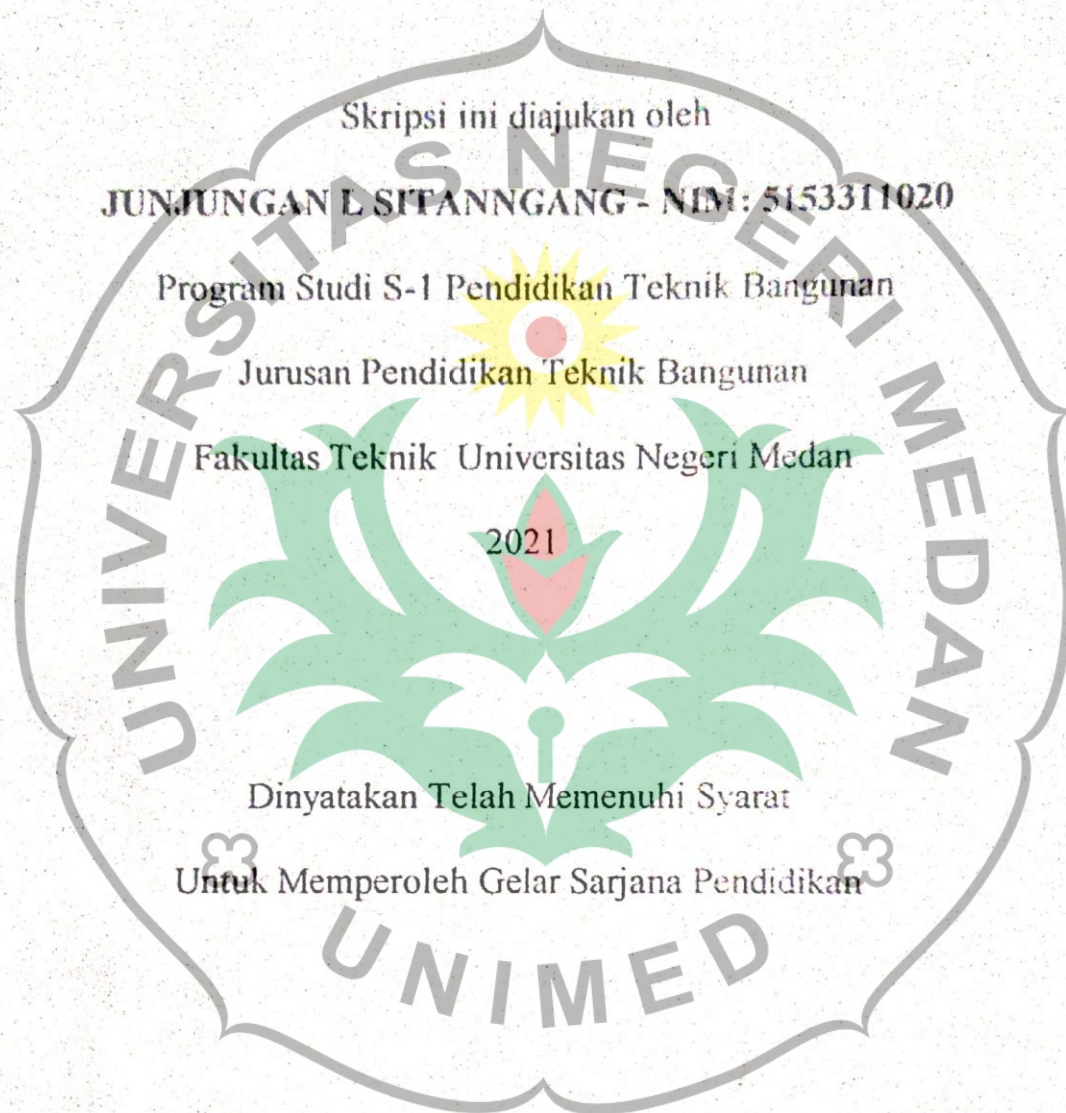 Skripsi ini diajukan oleh
JUNJUNGAN L SITANNGANG - NIM: 5153311020
Program Studi S-1 Pendidikan Teknik Bangunan
Jurusan Pendidikan Teknik Bangunan
Fakultas Teknik Universitas Negeri Medan
2021
Dinyatakan Telah Memenuhi Syarat
Untuk Memperoleh Gelar Sarjana Pendidikan
UNIVERSITAS NEGERI MEDAN
UNIMED